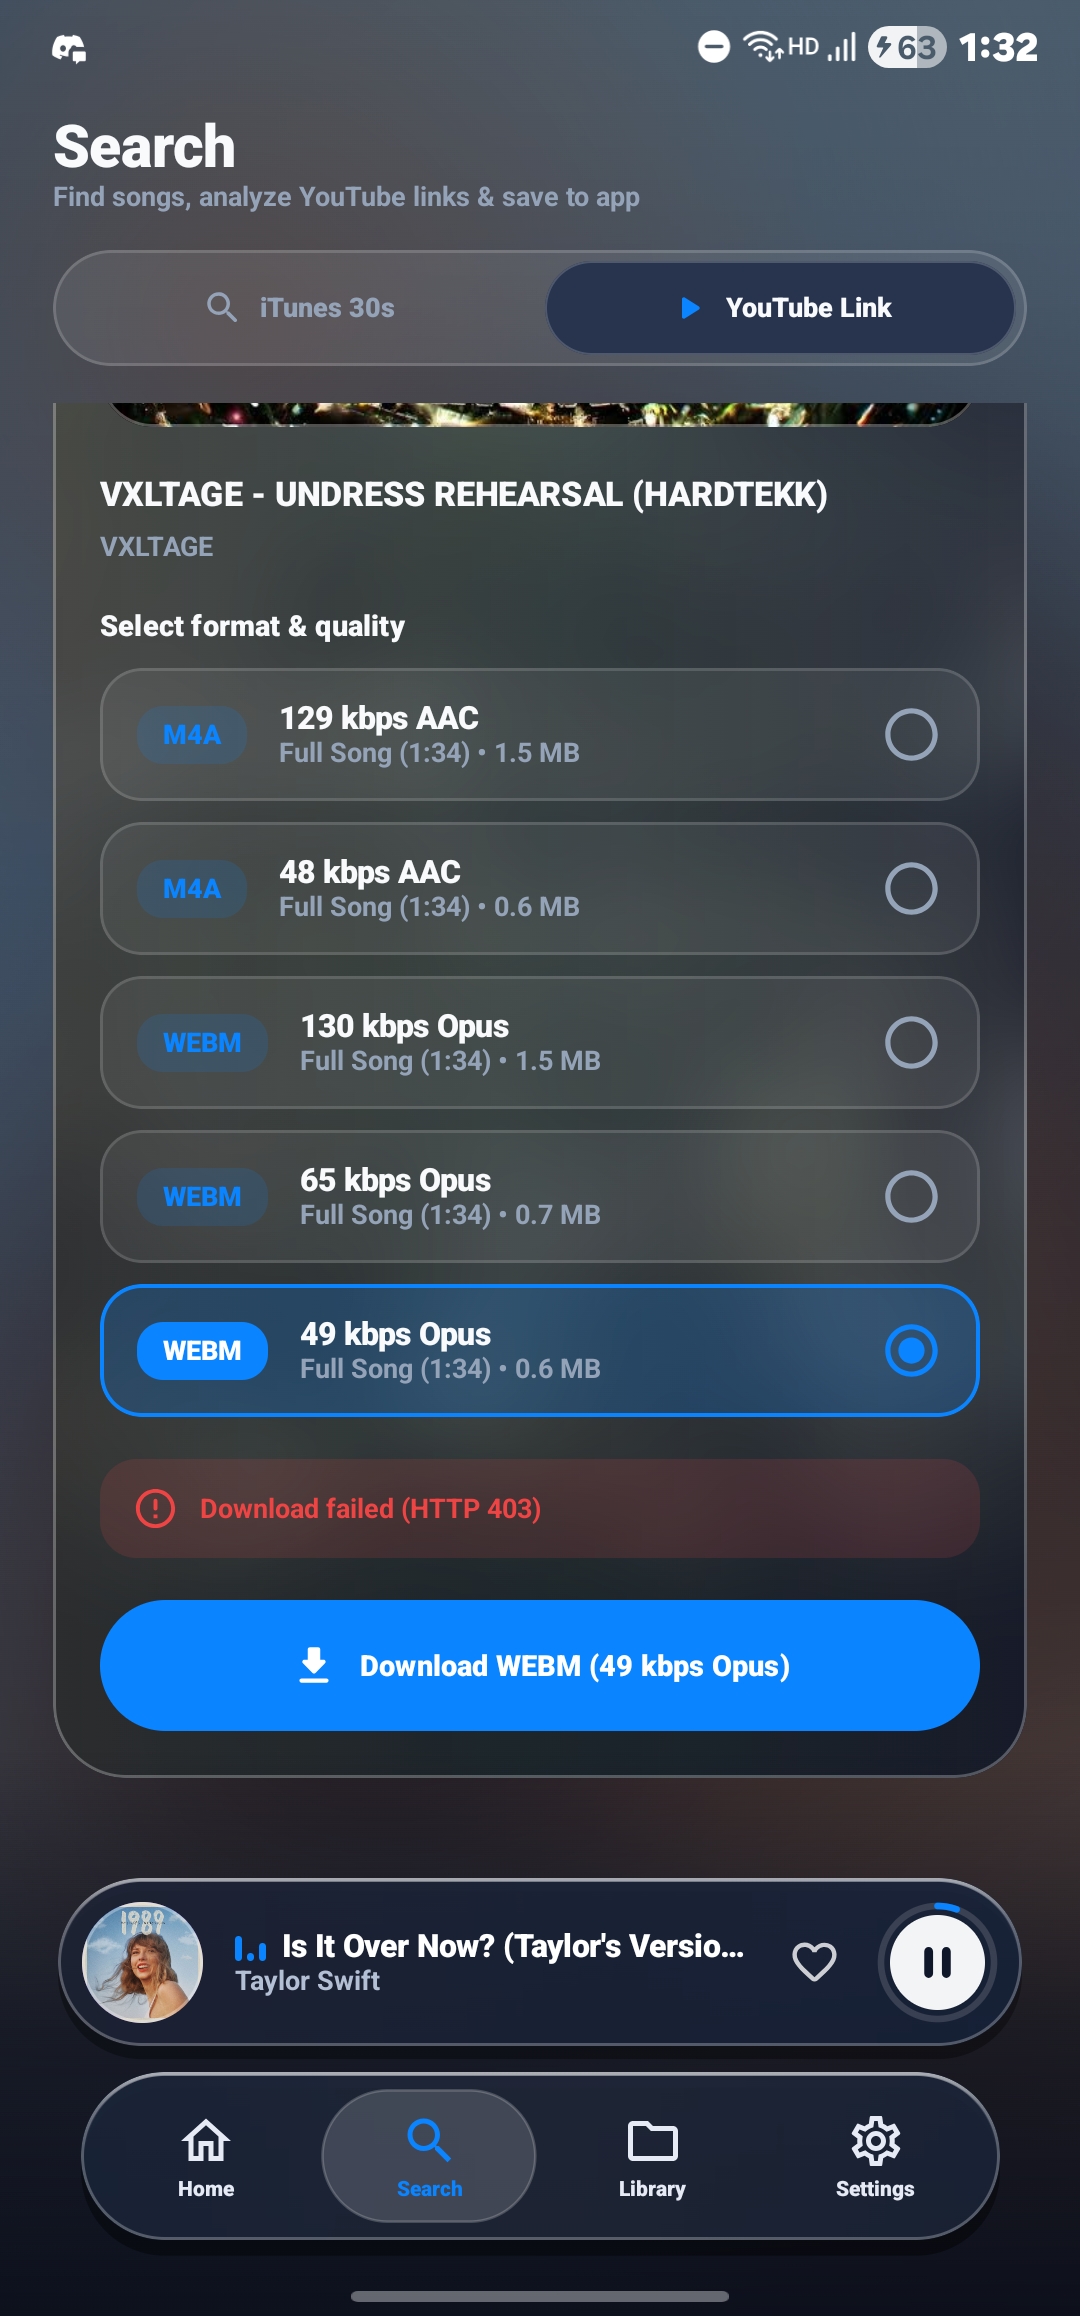 HD
63
1:32
Search
Find songs, analyze YouTube links & save to app
iTunes 30s
YouTube Link
VXLTAGE - UNDRESS REHEARSAL (HARDTEKK)
VXLTAGE
Select format & quality
M4A
129 kbps AAC
Full Song (1:34) • 1.5 MB
M4A
48 kbps AAC
Full Song (1:34) • 0.6 MB
WEBM
130 kbps Opus
Full Song (1:34) • 1.5 MB
WEBM
65 kbps Opus
Full Song (1:34) • 0.7 MB
WEBM
49 kbps Opus
Full Song (1:34) • 0.6 MB
Download failed (HTTP 403)
Download WEBM (49 kbps Opus)
1989
Is It Over Now? (Taylor's Versio...
Taylor Swift
Home
Search
Library
Settings